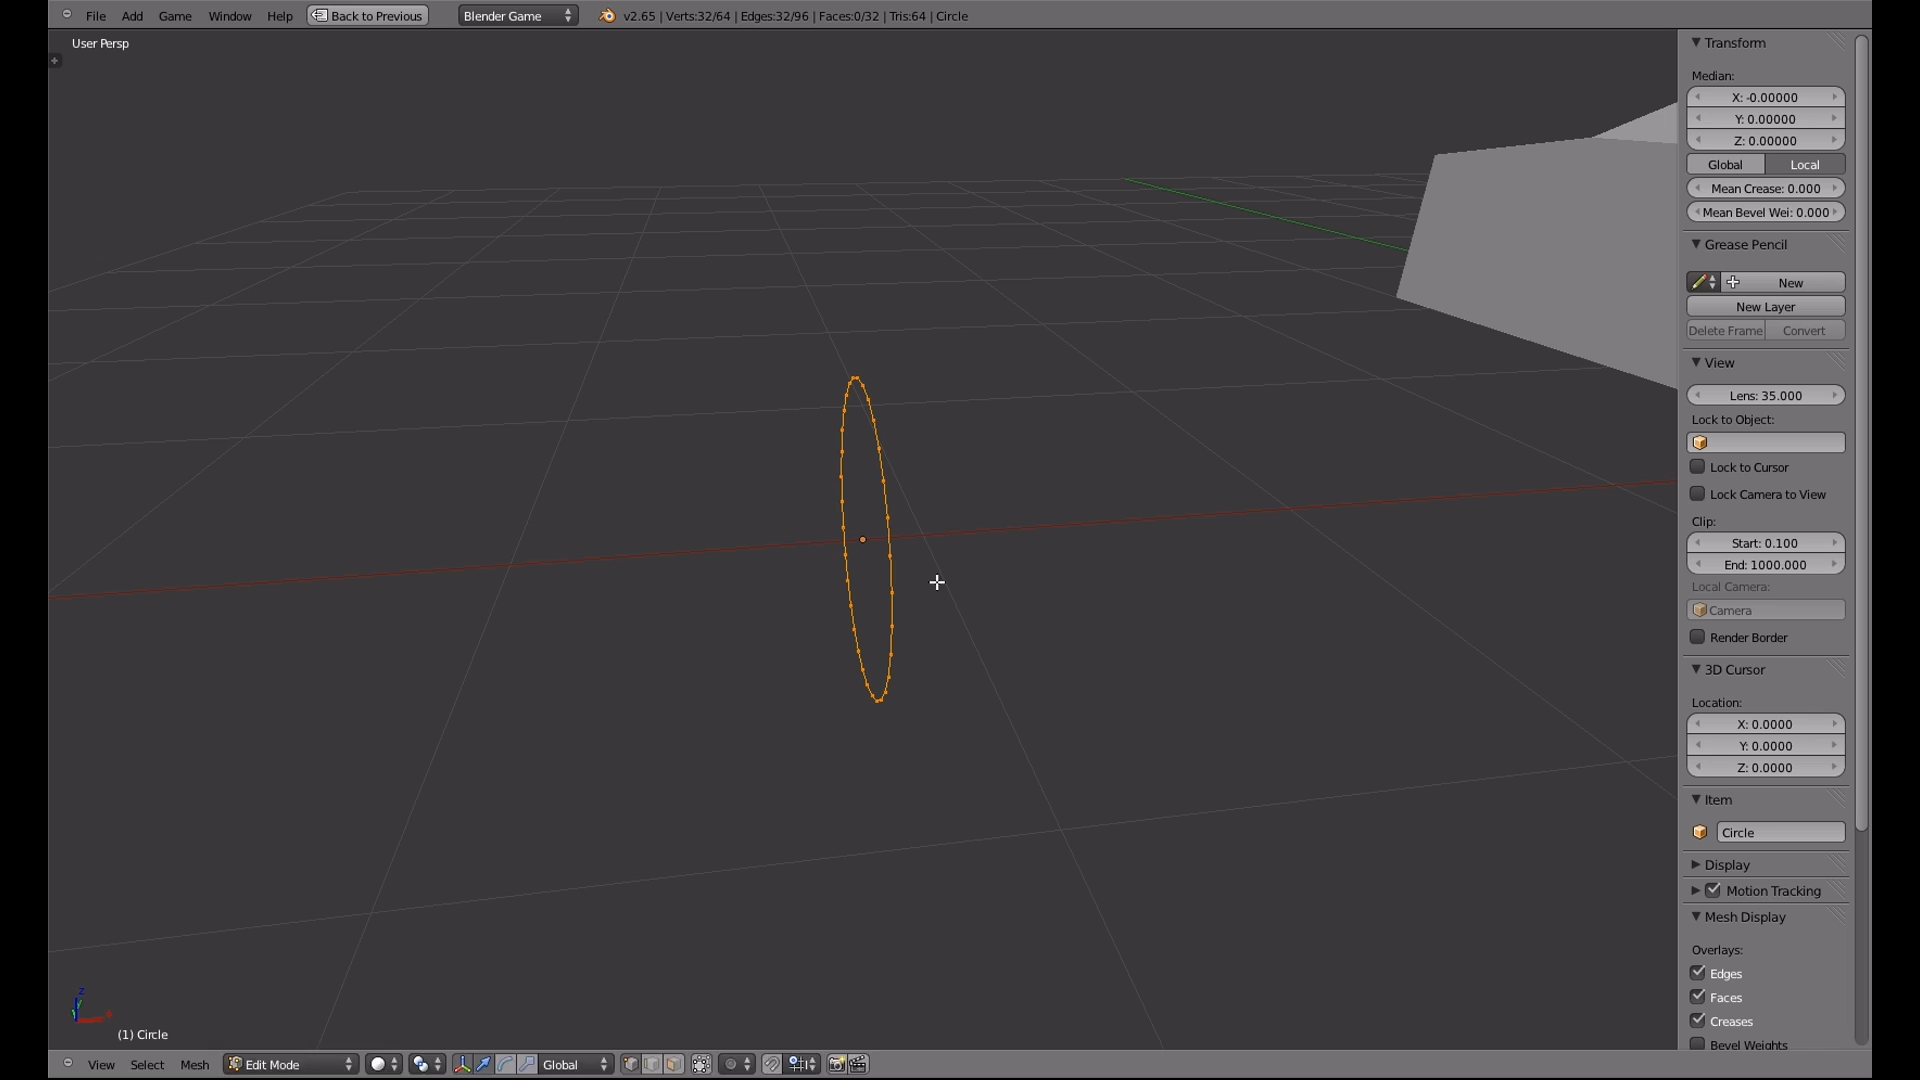 File Add Game Window Help Back to Previous Blender Game v2.65 | Verts:32/64 | Edges:32/96 | Faces:0/32 | Tris:64 | Circle
User Persp
Transform
Median:
X: -0.00000
Y: 0.00000
Z: 0.00000
Global Local
Mean Crease: 0.000
Mean Bevel Wei: 0.000
Grease Pencil
New
New Layer
Delete Frame Convert
View
Lens: 35.000
Lock to Object:
Lock to Cursor
Lock Camera to View
Clip:
Start: 0.100
End: 1000.000
Local Camera:
Camera
Render Border
3D Cursor
Location:
X: 0.0000
Y: 0.0000
Z: 0.0000
Item
Circle
Display
Motion Tracking
Mesh Display
Overlays:
Edges
Faces
Creases
Bevel Weights
z
(1) Circle
View Select Mesh Edit Mode Global